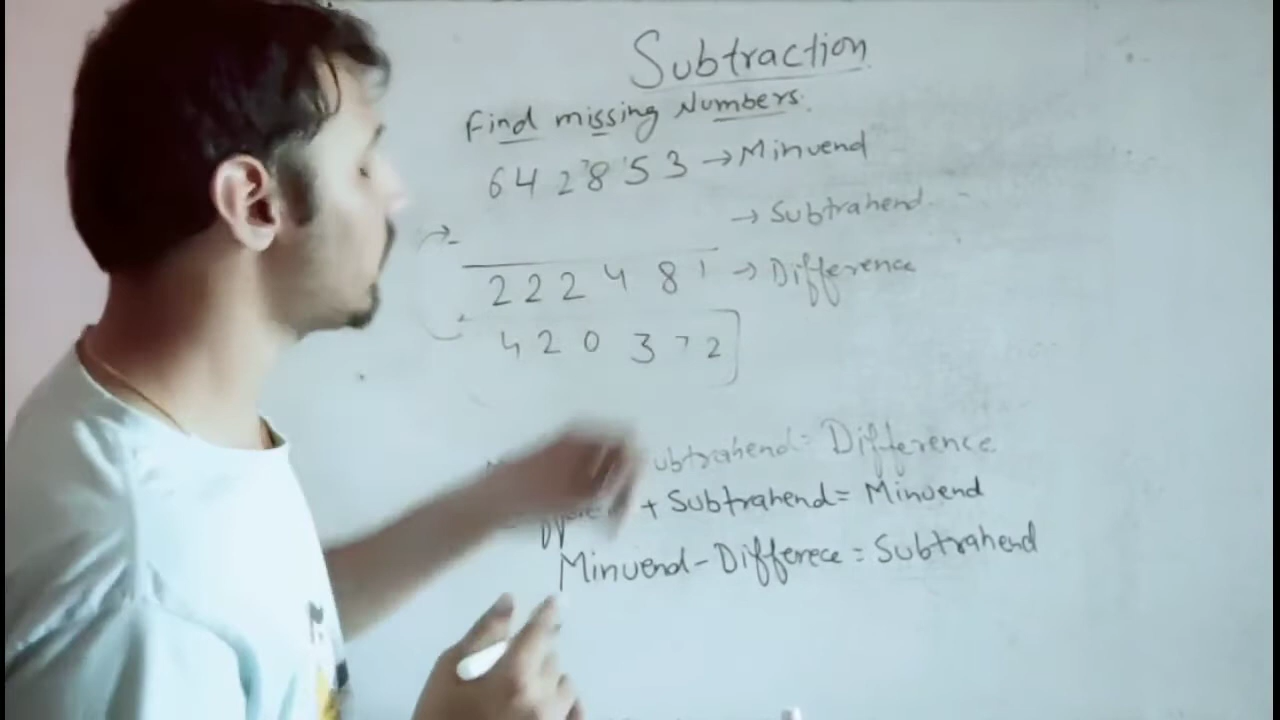 Subtraction
Find missing Numbers.
6 4 2 8 5 3 → Minuend
- → Subtrahend
2 2 2 4 8 1 → Difference
4 2 0 3 7 2
= Difference
+ Subtrahend = Minuend
Minuend - Differece = Subtrahend